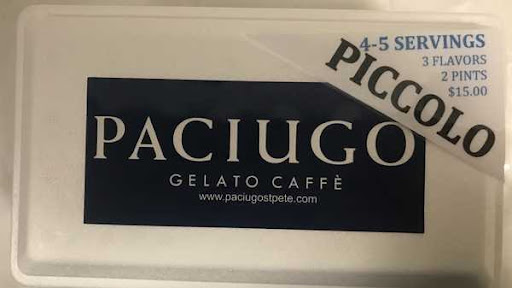 4-5 SERVINGS
3 FLAVORS
2 PINTS
$15.00
PICCOLO
PACIUGO
GELATO CAFFÈ
www.paciugostpete.com